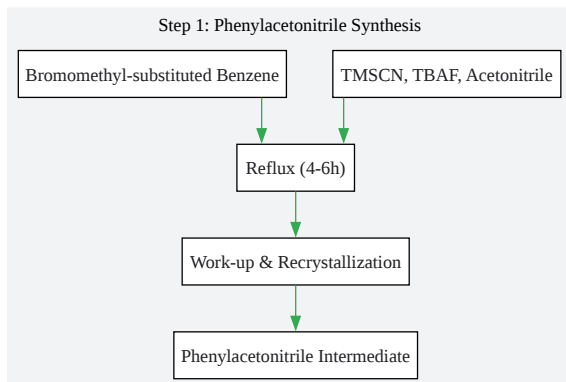 Step 1: Phenylacetonitrile Synthesis
Bromomethyl-substituted Benzene
TMSCN, TBAF, Acetonitrile
Reflux (4-6h)
Work-up & Recrystallization
Phenylacetonitrile Intermediate